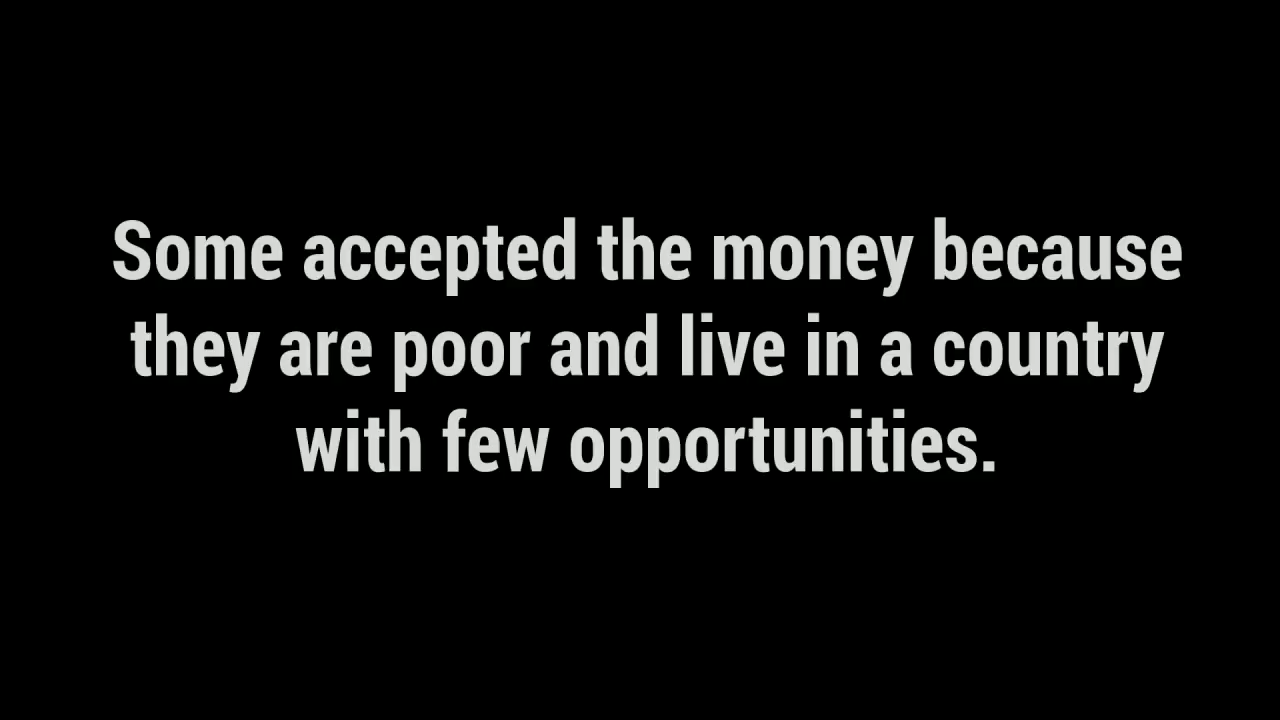 Some accepted the money because
they are poor and live in a country
with few opportunities.